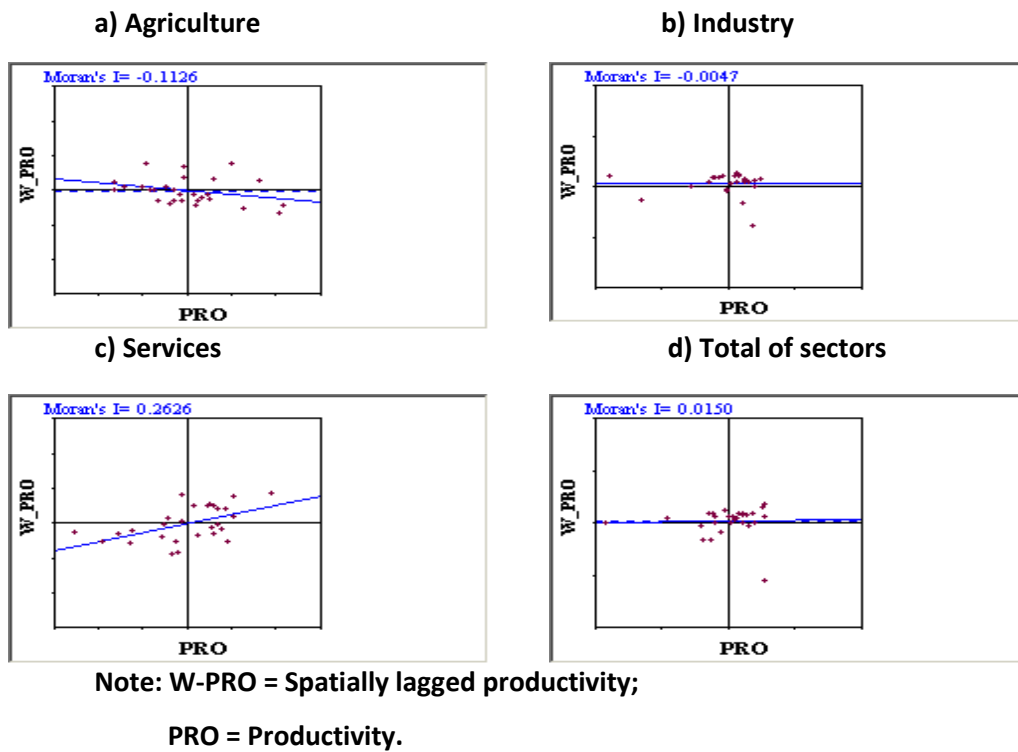 a) Agriculture
b) Industry
Moran's I= -0.1126
W_PRO
PRO
Moran's I= -0.0047
W_PRO
PRO
c) Services
d) Total of sectors
Moran's I= 0.2626
W_PRO
PRO
Moran's I= 0.0150
W_PRO
PRO
Note: W-PRO = Spatially lagged productivity;
PRO = Productivity.